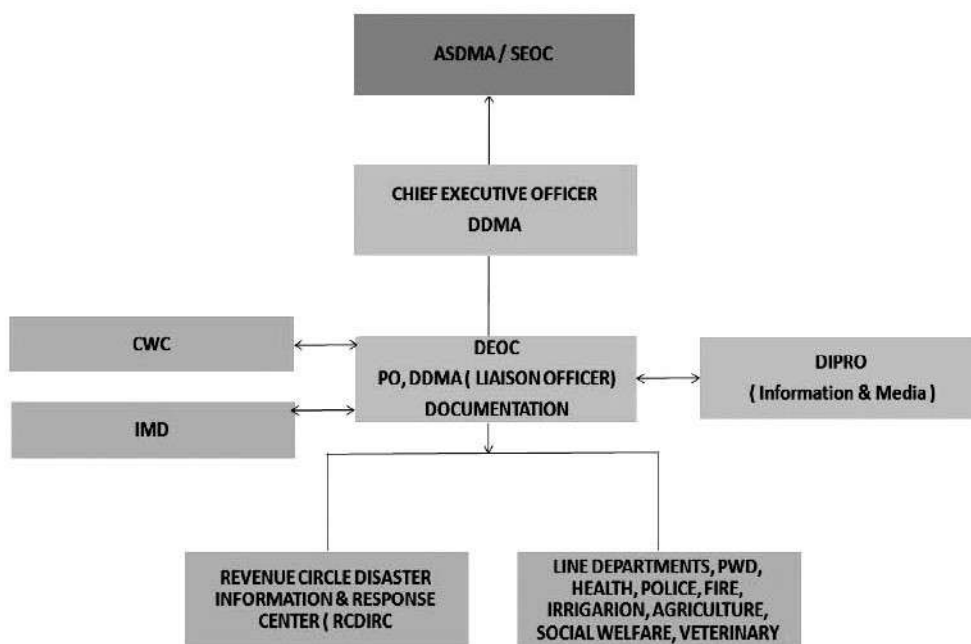 ASDMA / SEOC
CHIEF EXECUTIVE OFFICER
DDMA
CWC
IMD
DEOC
PO, DDMA ( LIAISON OFFICER)
DOCUMENTATION
DIPRO
( Information & Media )
REVENUE CIRCLE DISASTER
INFORMATION & RESPONSE
CENTER ( RCDIRC
LINE DEPARTMENTS, PWD,
HEALTH, POLICE, FIRE,
IRRIGARION, AGRICULTURE,
SOCIAL WELFARE, VETERINARY